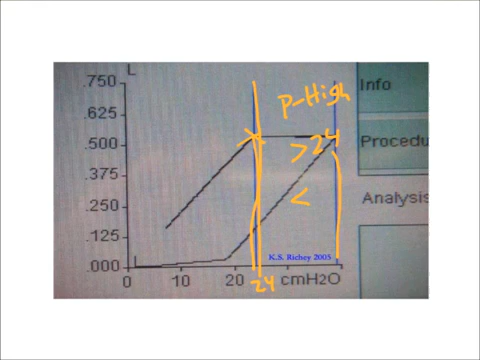 L
.750
.625
.500
.375
.250
.125
.000
0 10 20 cmH2O
Info
Procedu
Analysis
P-High
>24
<
24
K.S. Richey 2005